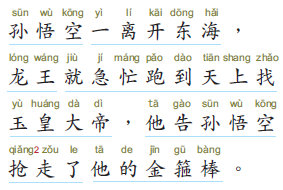 sūn wù kōng yì lí kāi dōng hǎi
孙悟空一离开东海，
lóng wáng jiù jí máng pǎo dào tiān shang zhǎo
龙王就急忙跑到天上找
yù huáng dà dì tā gào sūn wù kōng
玉皇大帝，他告孙悟空
qiǎng2 zǒu le tā de jīn gū bàng
抢走了他的金箍棒。